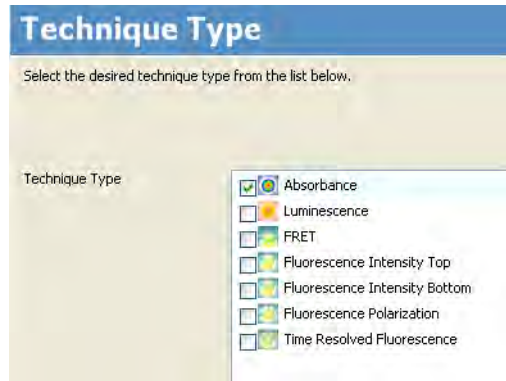 Technique Type
Select the desired technique type from the list below.
Technique Type
Absorbance
Luminescence
FRET
Fluorescence Intensity Top
Fluorescence Intensity Bottom
Fluorescence Polarization
Time Resolved Fluorescence